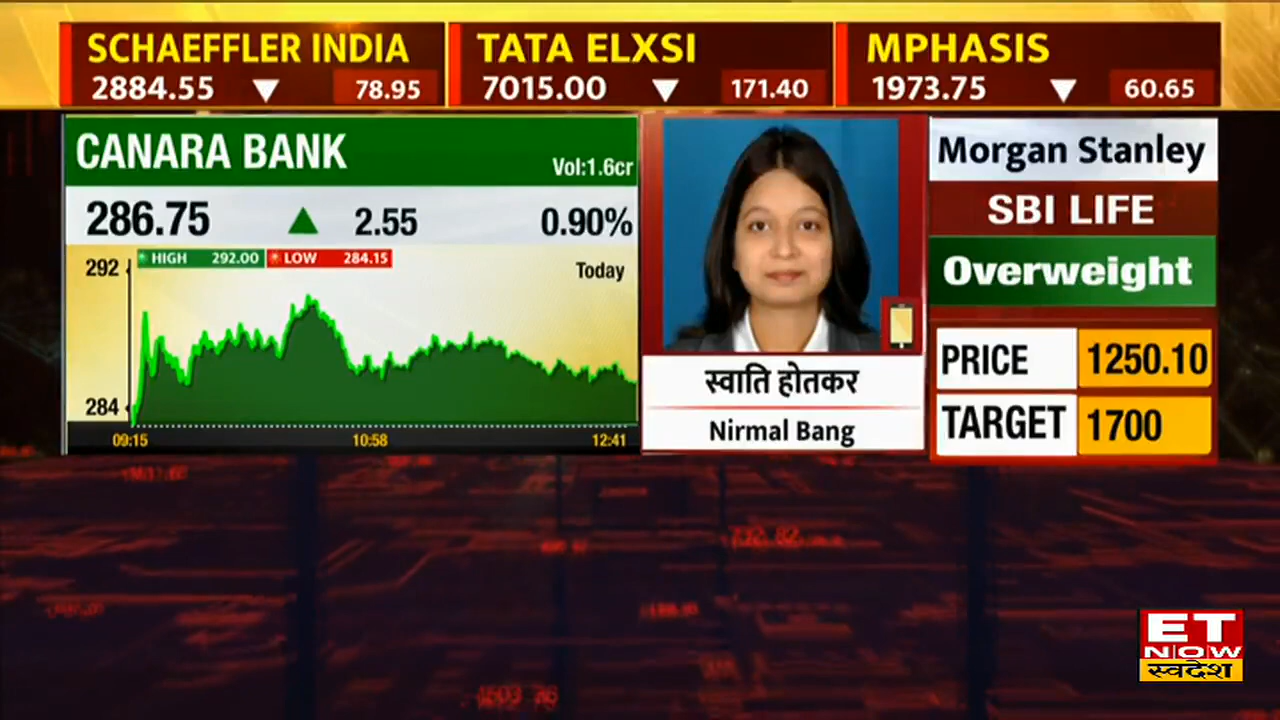 SCHAEFFLER INDIA
2884.55 ▼ 78.95
TATA ELXSI
7015.00 ▼ 171.40
MPHASIS
1973.75 ▼ 60.65
CANARA BANK
Vol:1.6cr
286.75 ▲ 2.55 0.90%
HIGH 292.00 LOW 284.15
Today
292
284
09:15 10:58 12:41
स्वाति होतकर
Nirmal Bang
Morgan Stanley
SBI LIFE
Overweight
PRICE 1250.10
TARGET 1700
ET
NOW
स्वदेश